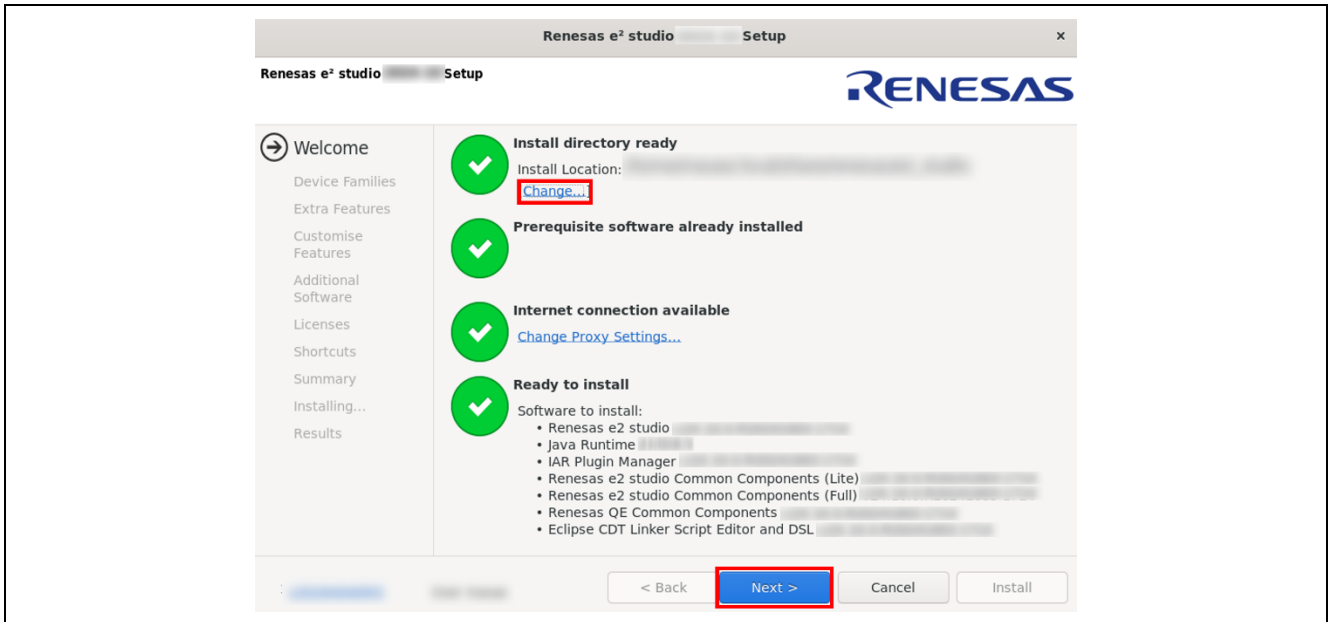 Renesas e² studio Setup ×
Renesas e² studio Setup
RENESAS
Welcome
Device Families
Extra Features
Customise
Features
Additional
Software
Licenses
Shortcuts
Summary
Installing...
Results
Install directory ready
Install Location:
Change...
Prerequisite software already installed
Internet connection available
Change Proxy Settings...
Ready to install
Software to install:
• Renesas e2 studio
• Java Runtime
• IAR Plugin Manager
• Renesas e2 studio Common Components (Lite)
• Renesas e2 studio Common Components (Full)
• Renesas QE Common Components
• Eclipse CDT Linker Script Editor and DSL
< Back
Next >
Cancel
Install